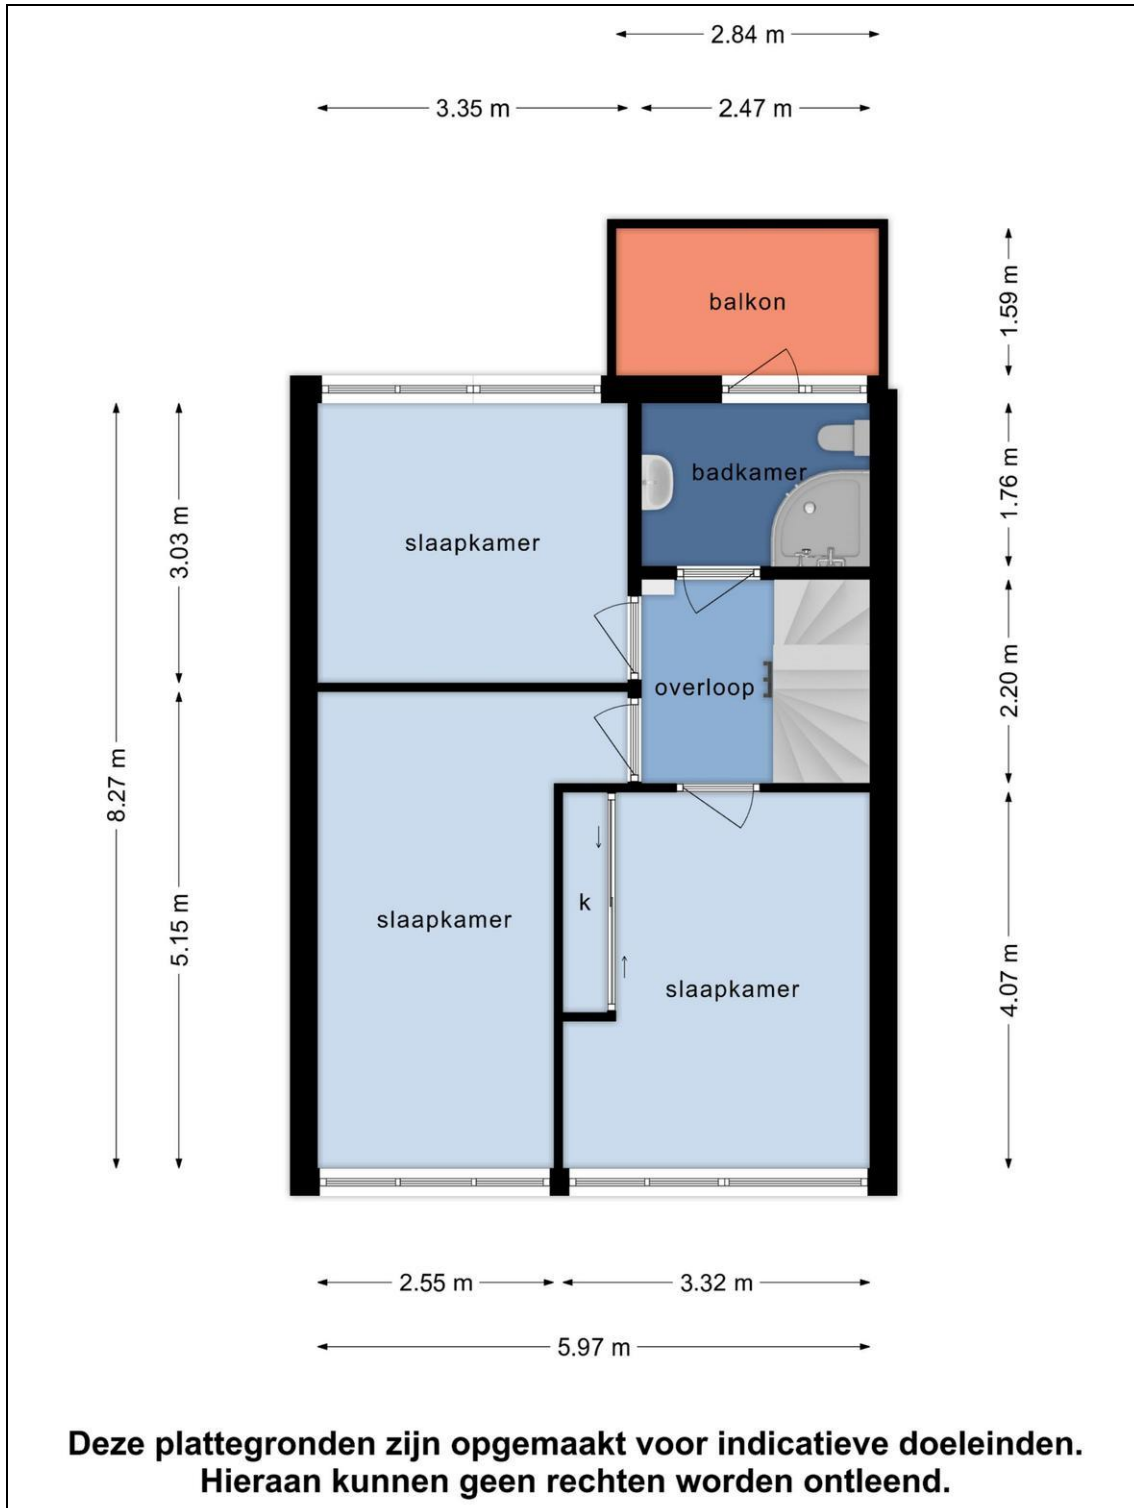 2.84 m
3.35 m
2.47 m
balkon
1.59 m
badkamer
1.76 m
slaapkamer
3.03 m
overloop
2.20 m
8.27 m
k
slaapkamer
5.15 m
slaapkamer
4.07 m
2.55 m
3.32 m
5.97 m
Deze plattegronden zijn opgemaakt voor indicatieve doeleinden.
Hieraan kunnen geen rechten worden ontleend.